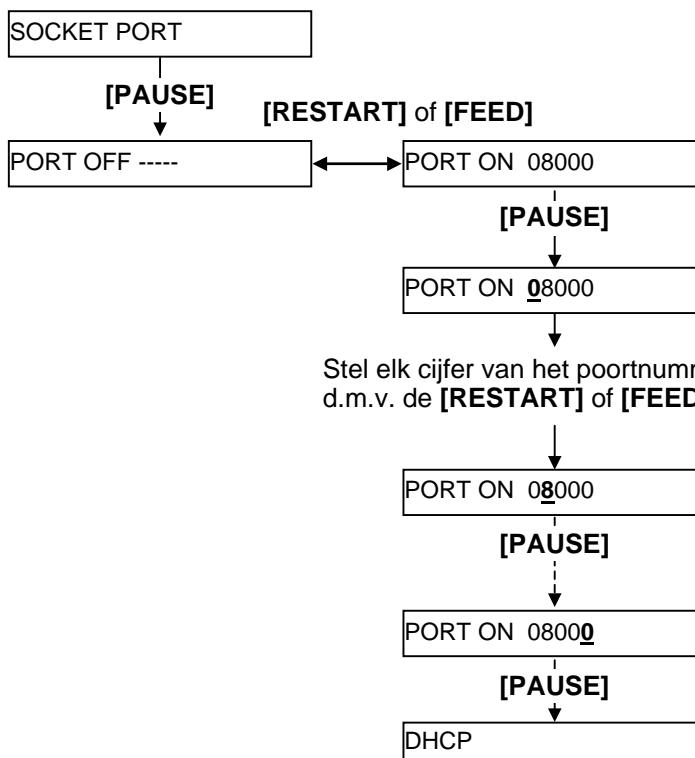 SOCKET PORT
[PAUSE]
[RESTART] of [FEED]
PORT OFF -----
PORT ON 08000
[PAUSE]
PORT ON 08000
Stel elk cijfer van het
d.m.v. de [RESTART] of [FEED
PORT ON 08000
[PAUSE]
PORT ON 08000
[PAUSE]
DHCP